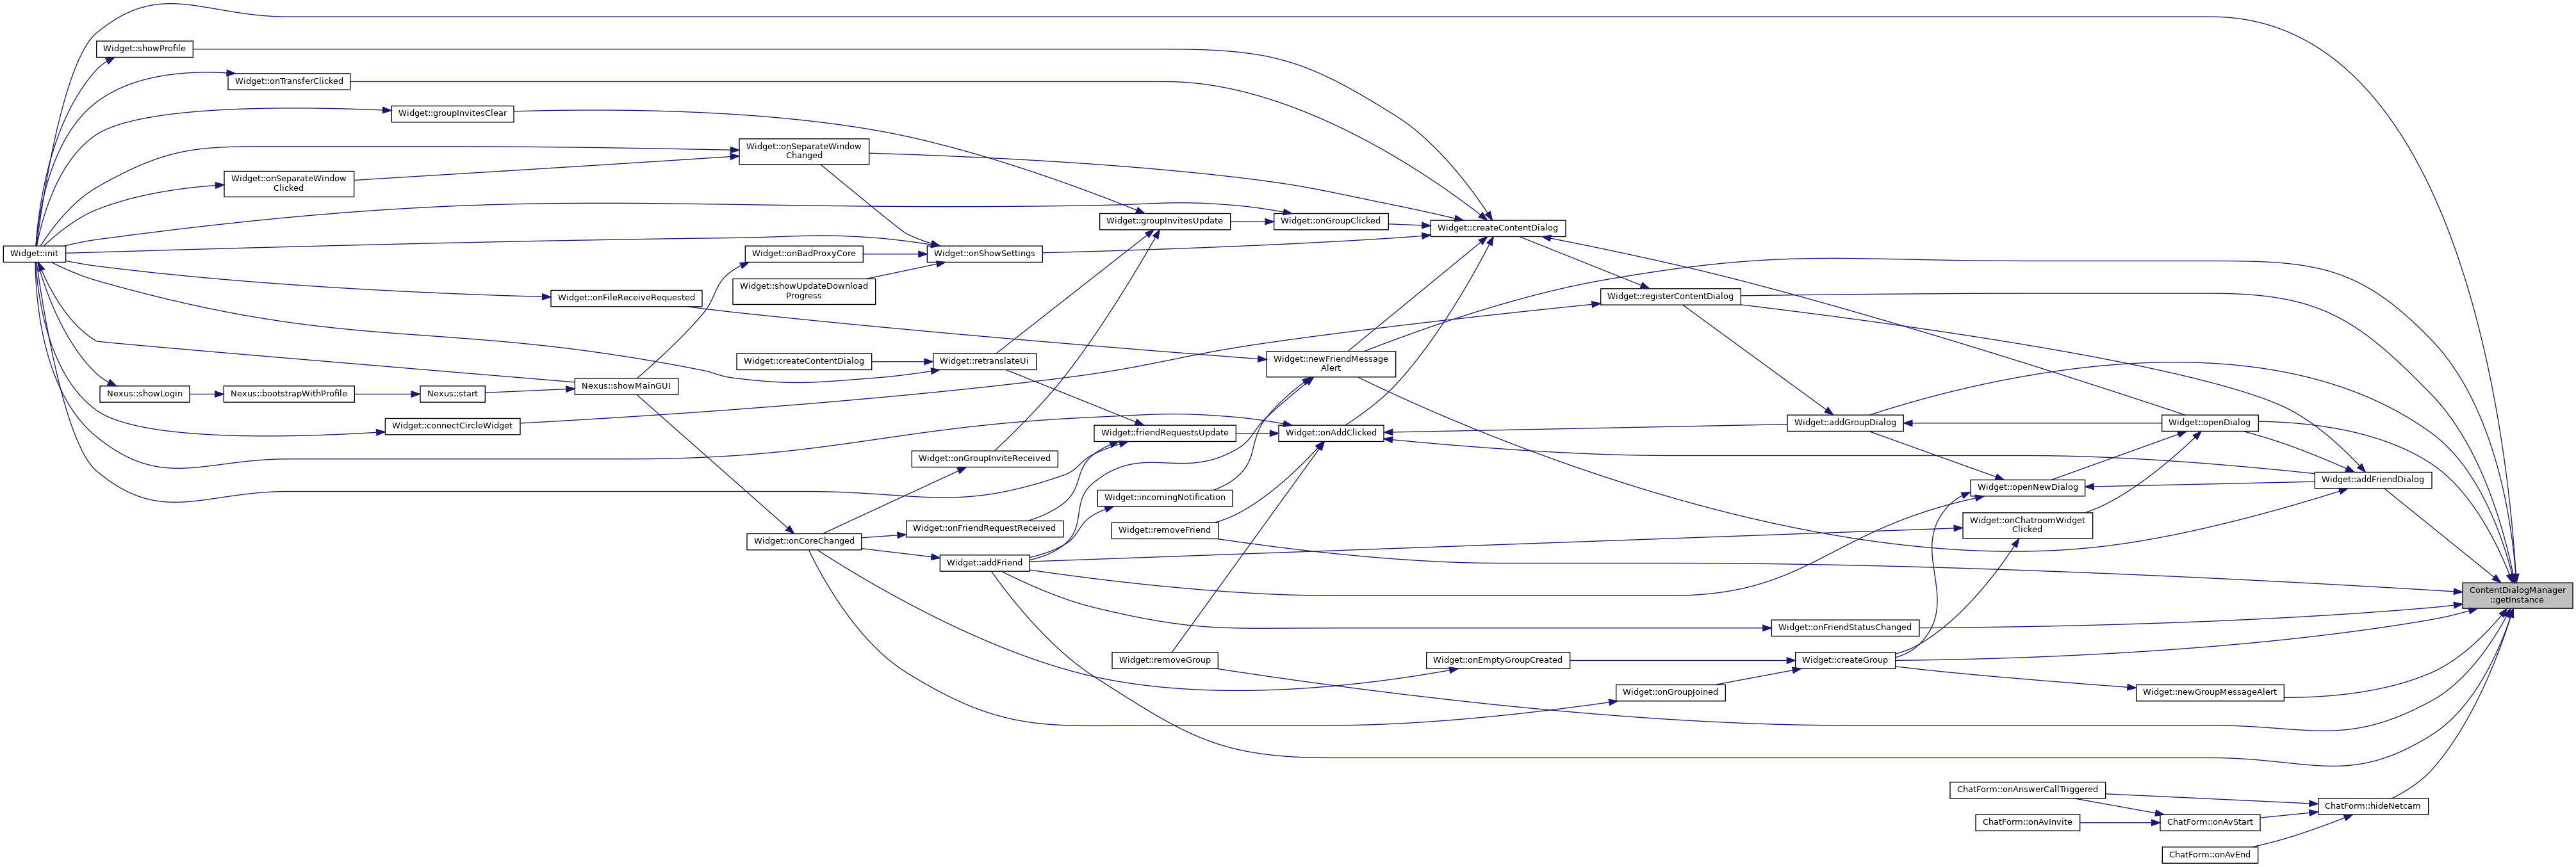 Widget::showProfile
Widget::onTransferClicked
Widget::groupInvitesClear
Widget::onSeparateWindow
Changed
Widget::onSeparateWindow
Clicked
Widget::groupInvitesUpdate
Widget::onGroupClicked
Widget::createContentDialog
Widget::init
Widget::onBadProxyCore
Widget::onShowSettings
Widget::showUpdateDownload
Progress
Widget::onFileReceiveRequested
Widget::registerContentDialog
Widget::createContentDialog
Widget::retranslateUi
Widget::newFriendMessage
Alert
Nexus::showLogin
Nexus::bootstrapWithProfile
Nexus::start
Nexus::showMainGUI
Widget::connectCircleWidget
Widget::friendRequestsUpdate
Widget::onAddClicked
Widget::addGroupDialog
Widget::openDialog
Widget::onGroupInviteReceived
Widget::addFriendDialog
Widget::openNewDialog
Widget::incomingNotification
Widget::onFriendRequestReceived
Widget::removeFriend
Widget::onChatroomWidget
Clicked
Widget::onCoreChanged
Widget::addFriend
ContentDialogManager
::getInstance
Widget::onFriendStatusChanged
Widget::removeGroup
Widget::onEmptyGroupCreated
Widget::createGroup
Widget::onGroupJoined
Widget::newGroupMessageAlert
ChatForm::onAnswerCallTriggered
ChatForm::hideNetcam
ChatForm::onAvInvite
ChatForm::onAvStart
ChatForm::onAvEnd